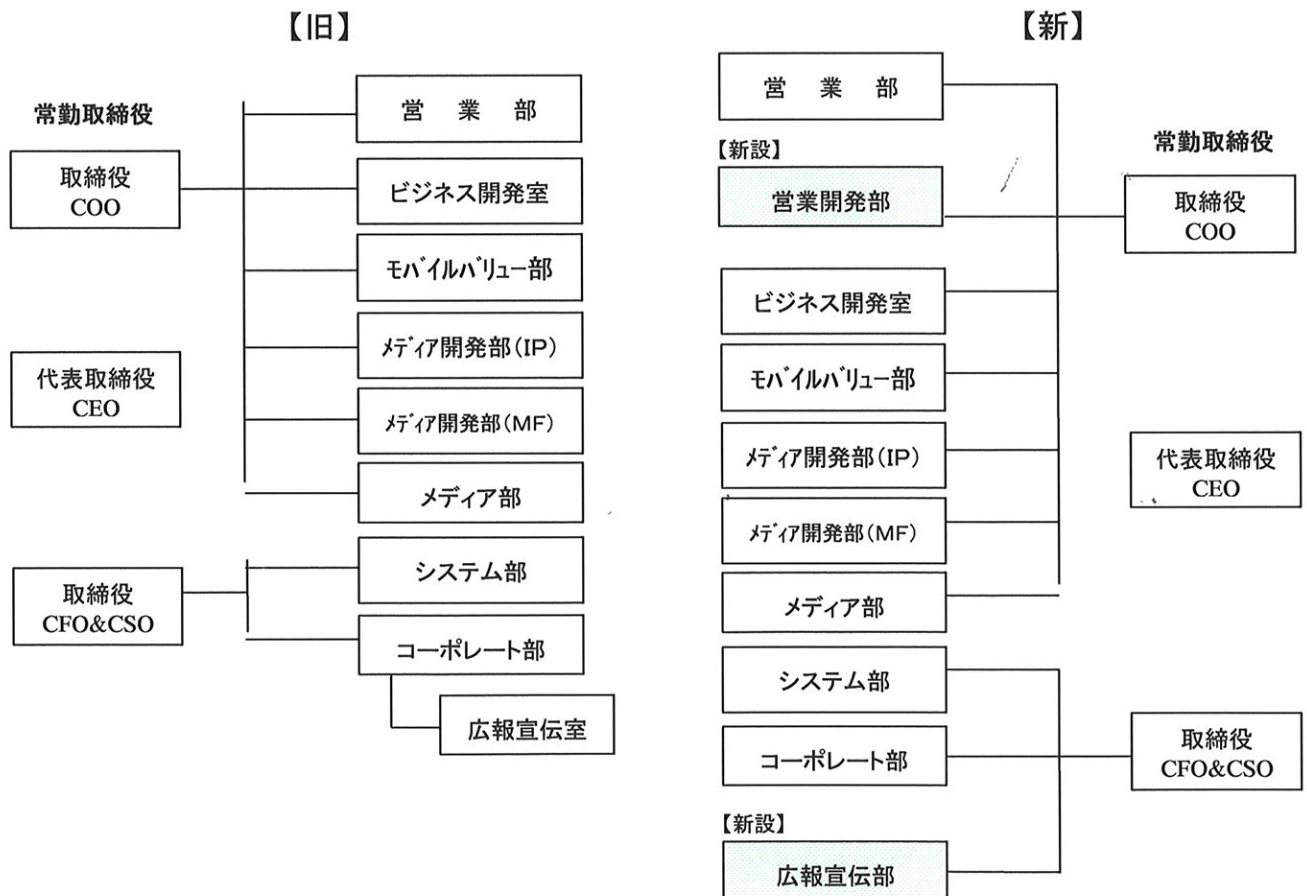 【旧】
常勤取締役
取締役
COO
代表取締役
CEO
取締役
CFO&CSO
営　業　部
ビジネス開発室
モバイルバリュー部
メディア開発部(IP)
メディア開発部(MF)
メディア部
システム部
コーポレート部
広報宣伝室
【新】
営　業　部
【新設】
営業開発部
ビジネス開発室
モバイルバリュー部
メディア開発部(IP)
メディア開発部(MF)
メディア部
システム部
コーポレート部
【新設】
広報宣伝部
常勤取締役
取締役
COO
代表取締役
CEO
取締役
CFO&CSO